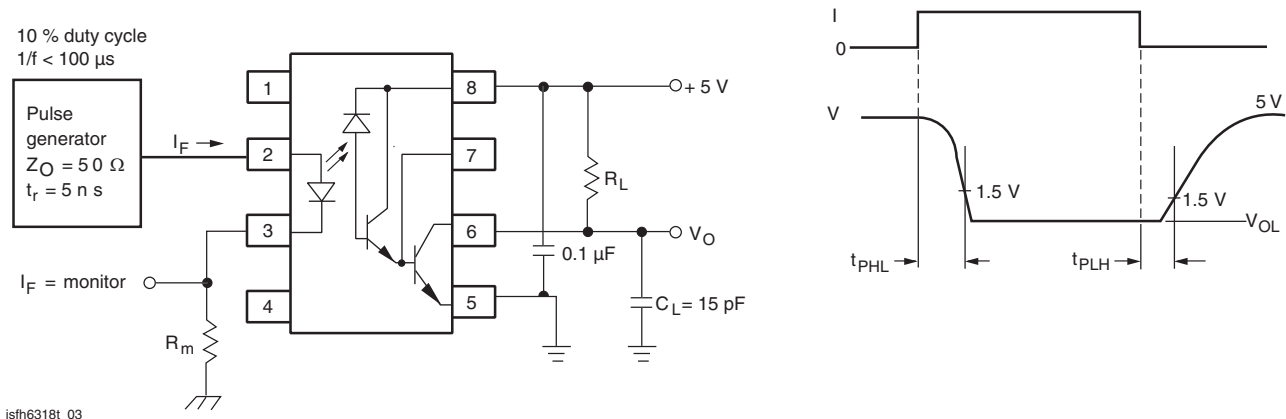 10 % duty cycle
1/f < 100 µs
Pulse
generator
Z_O = 50 Ω
t_r = 5 n s
I_F
1
2
3
4
8
7
6
5
I_F = monitor
R_m
+ 5 V
R_L
V_O
0.1 µF
C_L = 15 pF
I
0
V
5 V
1.5 V
1.5 V
V_OL
t_PHL
t_PLH
isfh6318t_03